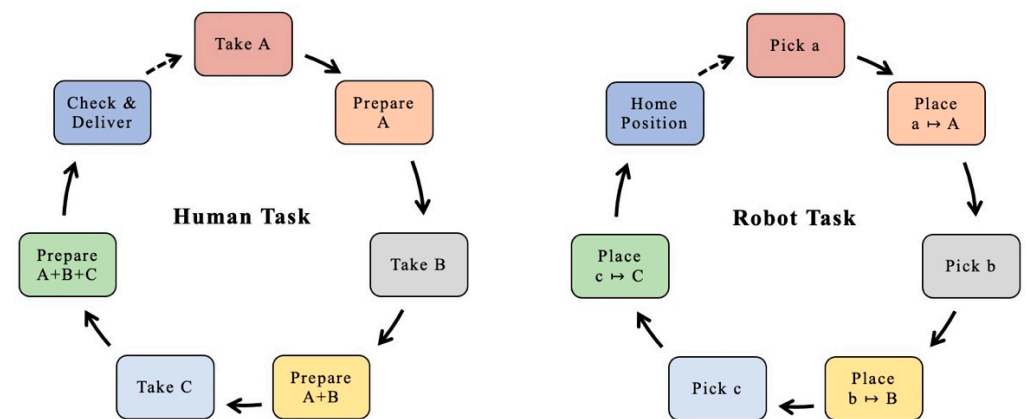 Take A
Prepare
A
Take B
Prepare
A+B
Take C
Prepare
A+B+C
Check &
Deliver
Human Task
Pick a
Place
a ↦ A
Pick b
Place
b ↦ B
Pick c
Place
c ↦ C
Home
Position
Robot Task